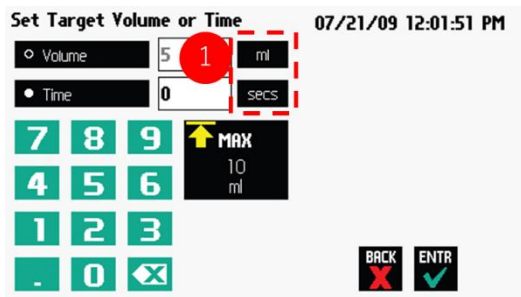 Set Target Volume or Time 07/21/09 12:01:51 PM
Volume 5 1 ml
Time 0 secs
7 8 9 MAX
10
4 5 6 ml
1 2 3
. 0 X
BACK ENTR